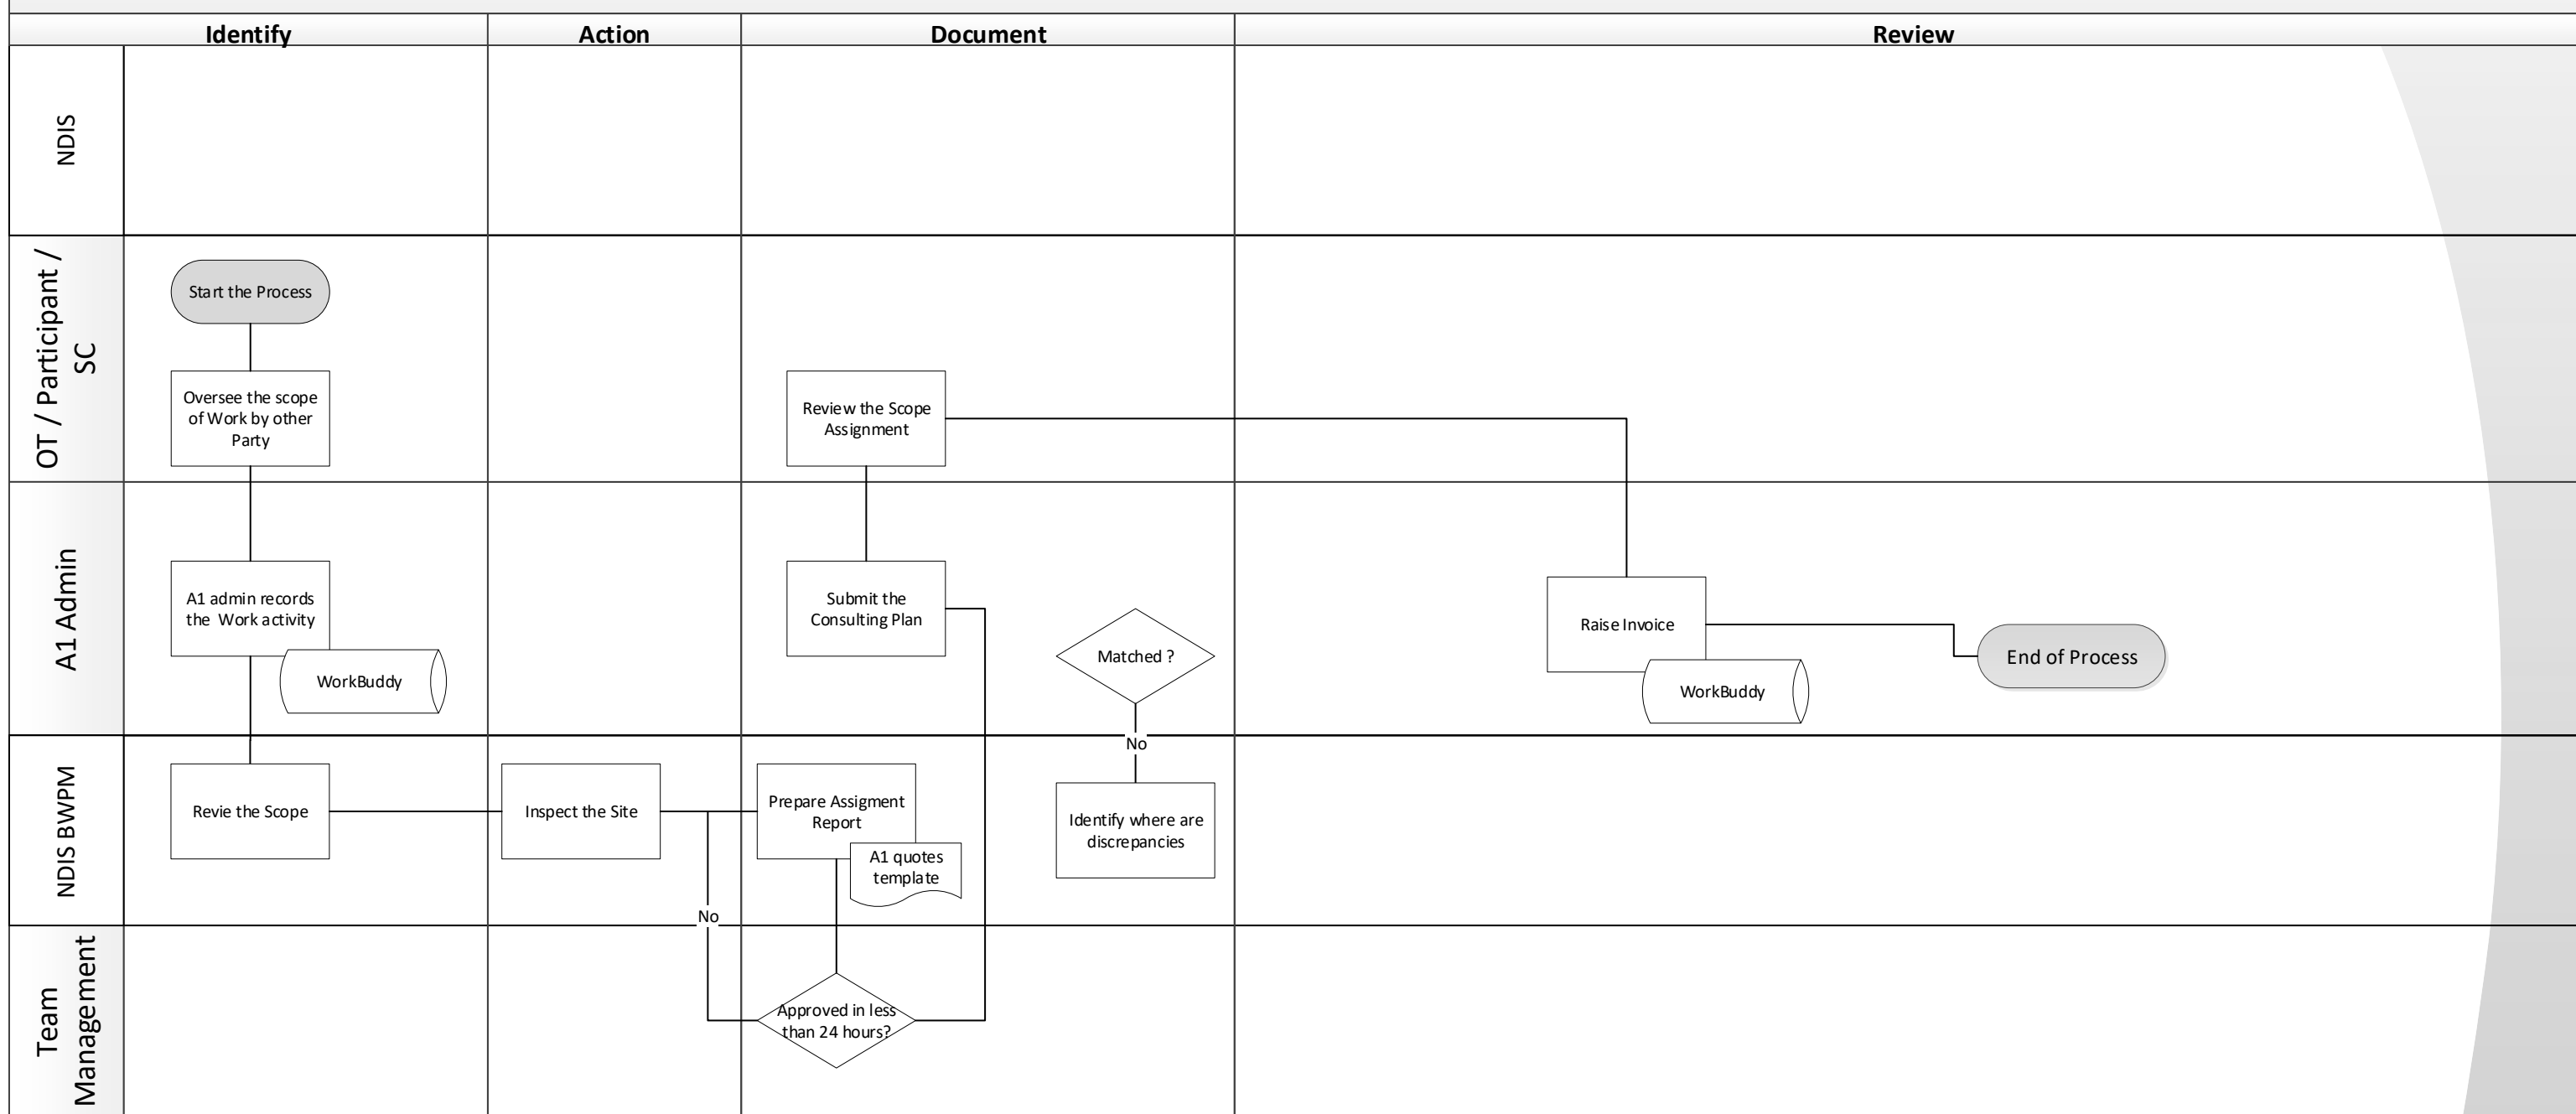 Identify
Action
Document
Review
NDIS
OT / Participant /
SC
Start the Process
Oversee the scope
of Work by other
Party
Review the Scope
Assignment
A1 Admin
A1 admin records
the Work activity
WorkBuddy
Submit the
Consulting Plan
Matched ?
No
Raise Invoice
WorkBuddy
End of Process
NDIS BWPM
Revie the Scope
Inspect the Site
Prepare Assigment
Report
A1 quotes
template
Identify where are
discrepancies
No
Team
Management
Approved in less
than 24 hours?